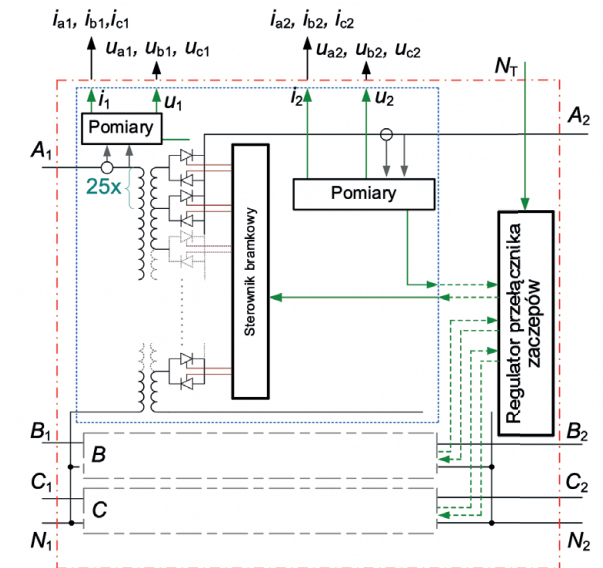 ia1, ib1,ic1
ia2, ib2, ic2
ua1, ub1, uc1
ua2, ub2, uc2
NT
i1
u1
i2
u2
A2
Pomiary
A1
25x
Pomiary
Sterownik bramkowy
Regulator przełącznika
zaczepów
B1
B
B2
C1
C
C2
N1
N2